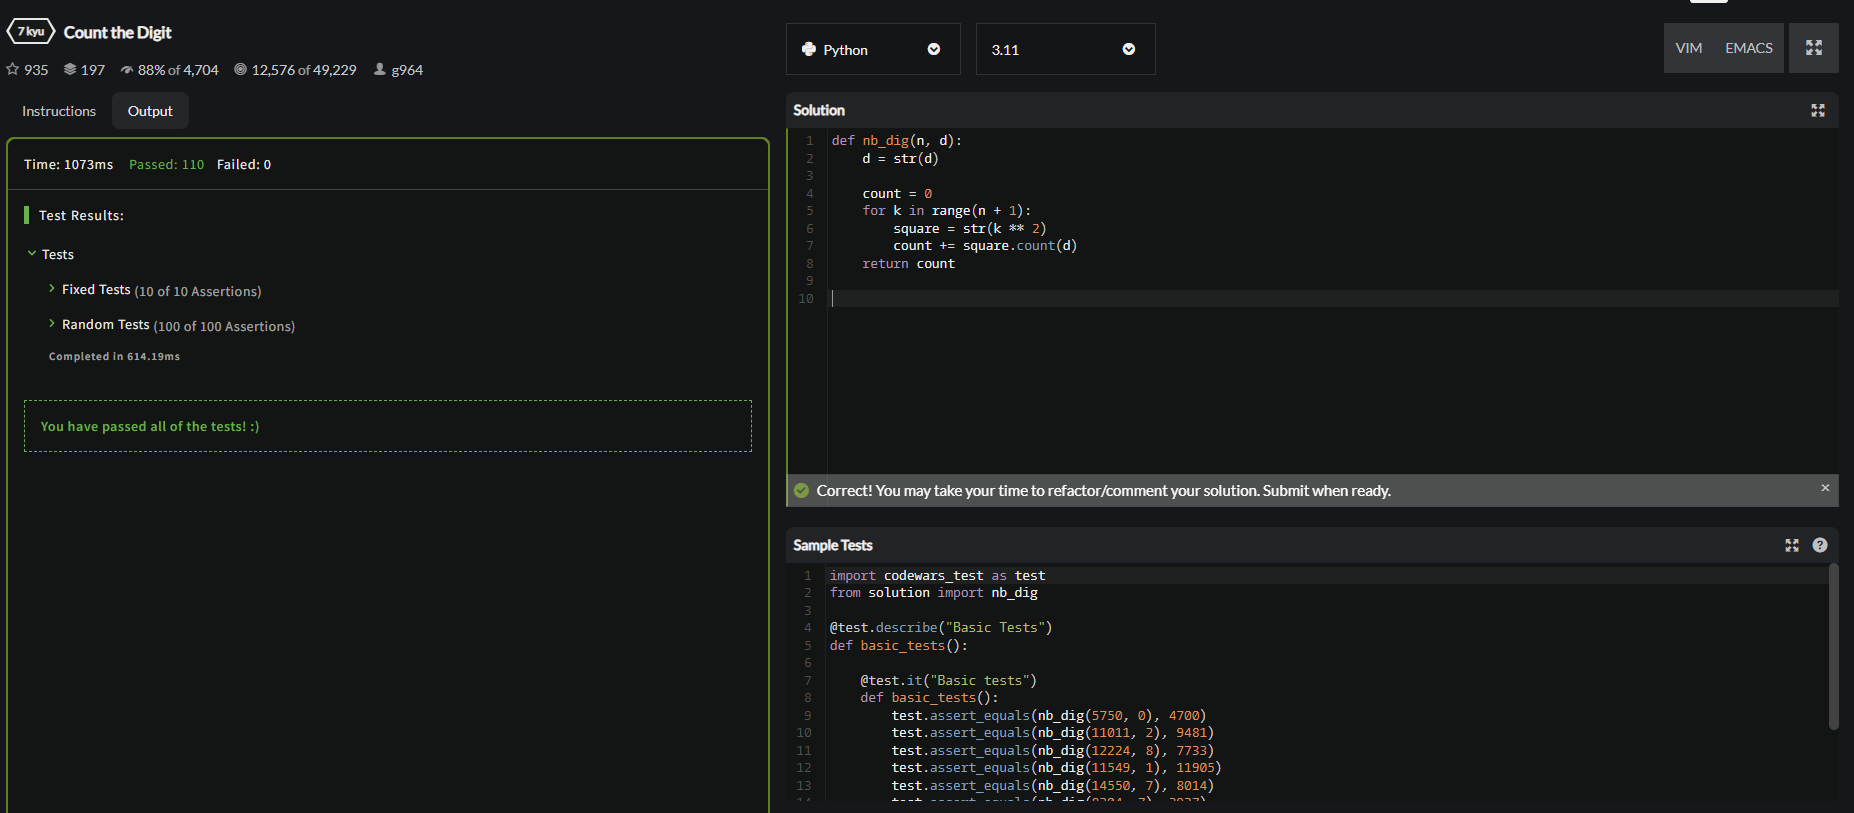 7 kyu Count the Digit
935 197 88% of 4,704 12,576 of 49,229 g964
Instructions Output
Time: 1073ms Passed: 110 Failed: 0
Test Results:
Tests
Fixed Tests (10 of 10 Assertions)
Random Tests (100 of 100 Assertions)
Completed in 614.19ms
You have passed all of the tests! :)
Python 3.11 VIM EMACS
Solution
1 def nb_dig(n, d):
2     d = str(d)
3
4     count = 0
5     for k in range(n + 1):
6         square = str(k ** 2)
7         count += square.count(d)
8     return count
9
10
Correct! You may take your time to refactor/comment your solution. Submit when ready. ×
Sample Tests ?
1 import codewars_test as test
2 from solution import nb_dig
3
4 @test.describe("Basic Tests")
5 def basic_tests():
6
7     @test.it("Basic tests")
8     def basic_tests():
9         test.assert_equals(nb_dig(5750, 0), 4700)
10         test.assert_equals(nb_dig(11011, 2), 9481)
11         test.assert_equals(nb_dig(12224, 8), 7733)
12         test.assert_equals(nb_dig(11549, 1), 11905)
13         test.assert_equals(nb_dig(14550, 7), 8014)